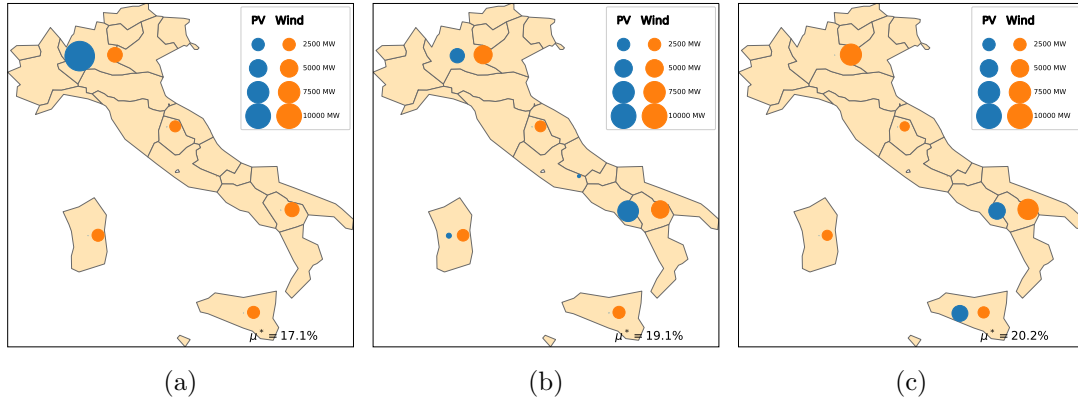 PV Wind
2500 MW
5000 MW
7500 MW
10000 MW
μ* = 17.1%
(a)
PV Wind
2500 MW
5000 MW
7500 MW
10000 MW
μ* = 19.1%
(b)
PV Wind
2500 MW
5000 MW
7500 MW
10000 MW
μ* = 20.2%
(c)